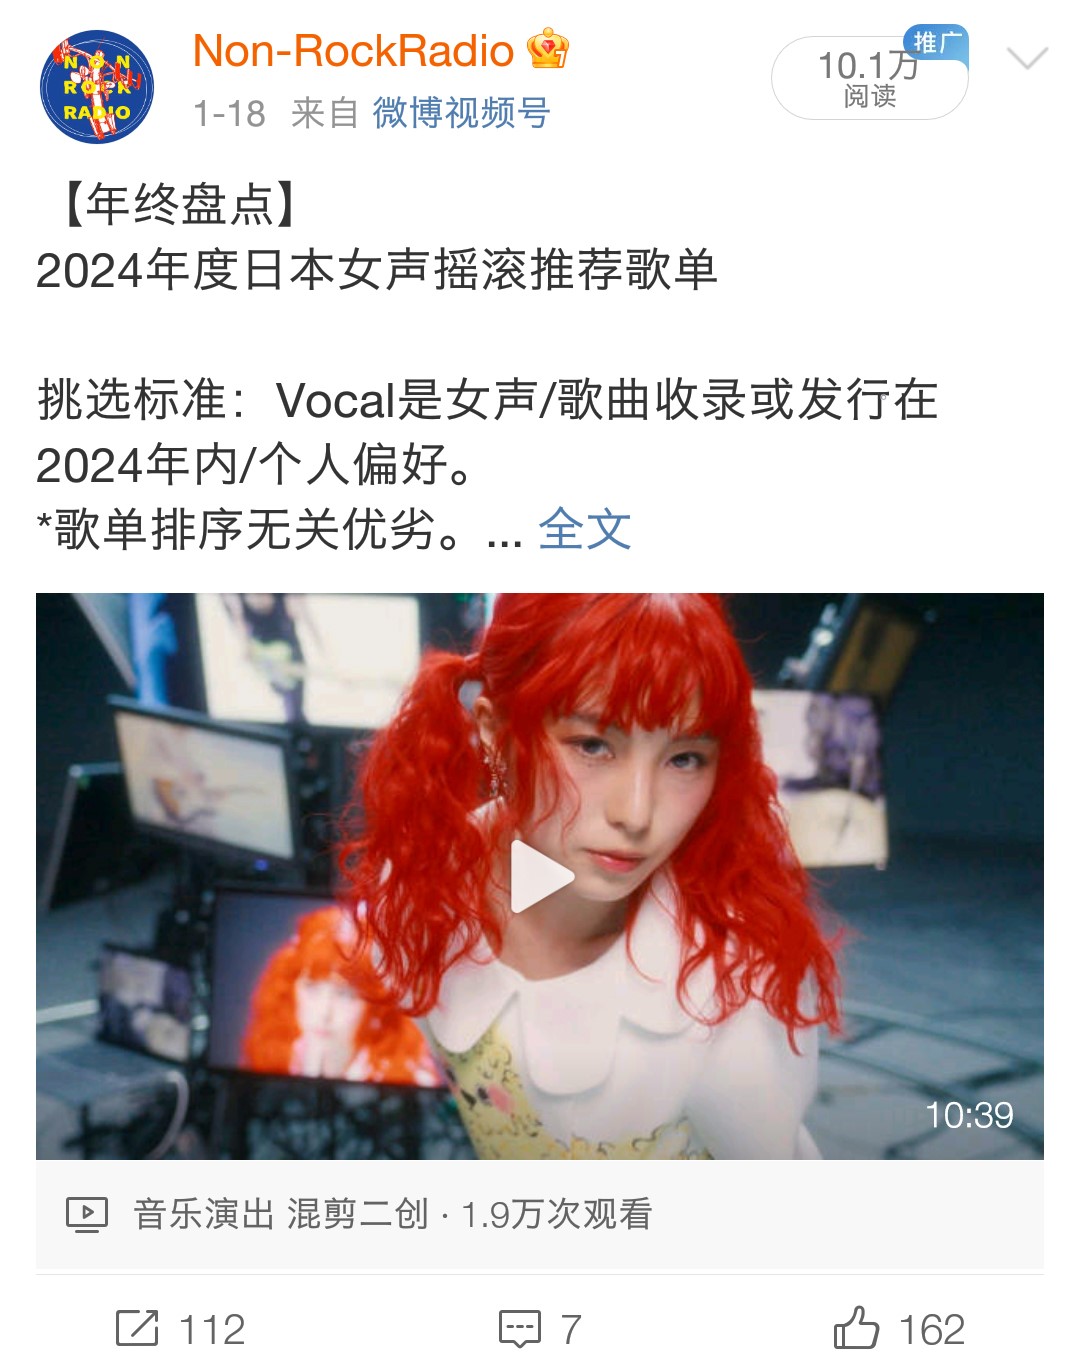 NON
ROCK
RADIO
Non-RockRadio
1-18 来自 微博视频号
推广
10.1万
阅读
【年终盘点】
2024年度日本女声摇滚推荐歌单
挑选标准：Vocal是女声/歌曲收录或发行在
2024年内/个人偏好。
*歌单排序无关优劣。... 全文
10:39
音乐演出 混剪二创 · 1.9万次观看
112
7
162